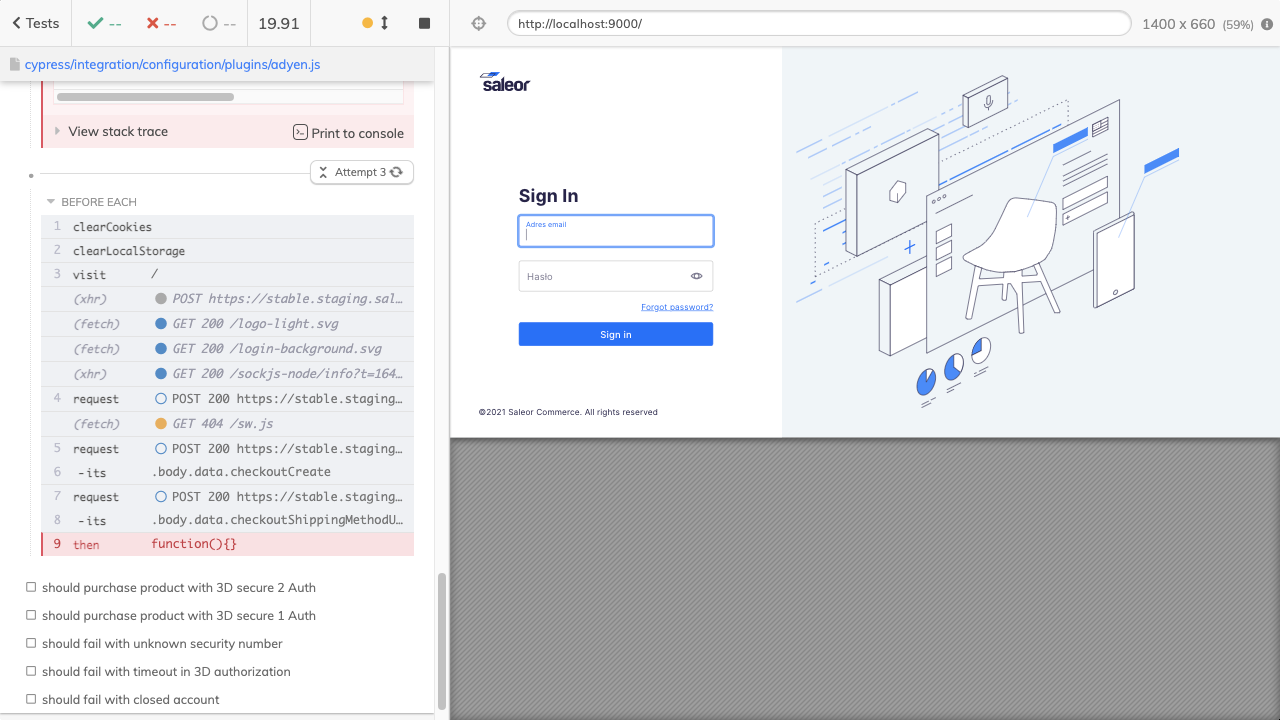 Tests
--
--
--
19.91
http://localhost:9000/
1400 x 660 (59%)
cypress/integration/configuration/plugins/adyen.js
View stack trace
Print to console
Attempt 3
BEFORE EACH
1 clearCookies
2 clearLocalStorage
3 visit /
(xhr) POST https://stable.staging.sal…
(fetch) GET 200 /logo-light.svg
(fetch) GET 200 /login-background.svg
(xhr) GET 200 /sockjs-node/info?t=164…
4 request POST 200 https://stable.staging…
(fetch) GET 404 /sw.js
5 request POST 200 https://stable.staging…
6 -its .body.data.checkoutCreate
7 request POST 200 https://stable.staging…
8 -its .body.data.checkoutShippingMethodU…
9 then function(){}
should purchase product with 3D secure 2 Auth
should purchase product with 3D secure 1 Auth
should fail with unknown security number
should fail with timeout in 3D authorization
should fail with closed account
saleor
Sign In
Adres email
Hasło
Forgot password?
Sign in
©2021 Saleor Commerce. All rights reserved